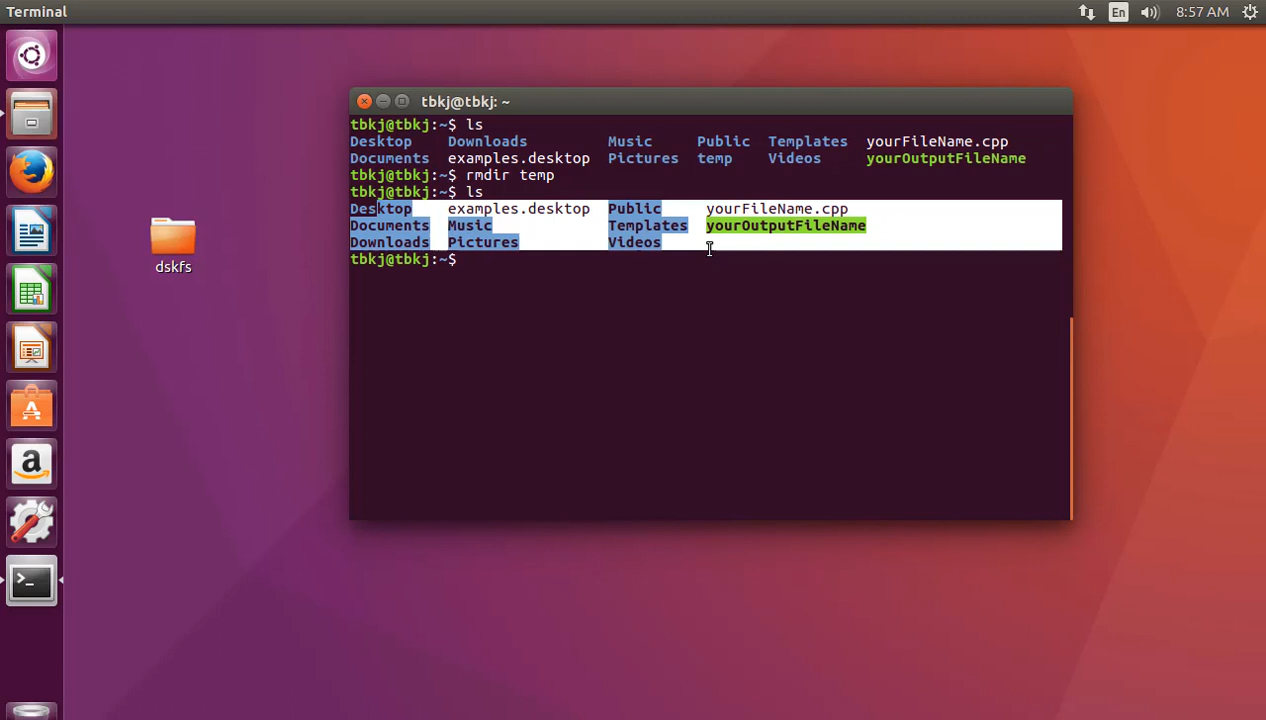 Terminal
En
8:57 AM
tbkj@tbkj: ~
tbkj@tbkj:~$ ls
Desktop Downloads Music Public Templates yourFileName.cpp
Documents examples.desktop Pictures temp Videos yourOutputFileName
tbkj@tbkj:~$ rmdir temp
tbkj@tbkj:~$ ls
Desktop examples.desktop Public yourFileName.cpp
Documents Music Templates yourOutputFileName
Downloads Pictures Videos
tbkj@tbkj:~$
dskfs